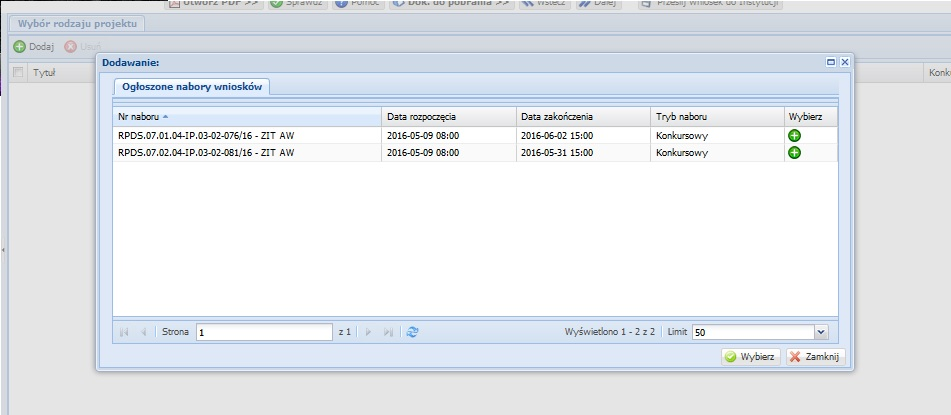 Utwórz PDF >> Sprawdź Pomoc Dok. do pobrania >> Wstecz Dalej Prześlij wniosek do Instytucji
Wybór rodzaju projektu
Dodaj Usuń
Tytuł Konku
Dodawanie:
Ogłoszone nabory wniosków
Nr naboru Data rozpoczęcia Data zakończenia Tryb naboru Wybierz
RPDS.07.01.04-IP.03-02-076/16 - ZIT AW 2016-05-09 08:00 2016-06-02 15:00 Konkursowy
RPDS.07.02.04-IP.03-02-081/16 - ZIT AW 2016-05-09 08:00 2016-05-31 15:00 Konkursowy
Strona 1 z 1 Wyświetlono 1 - 2 z 2 Limit 50
Wybierz Zamknij